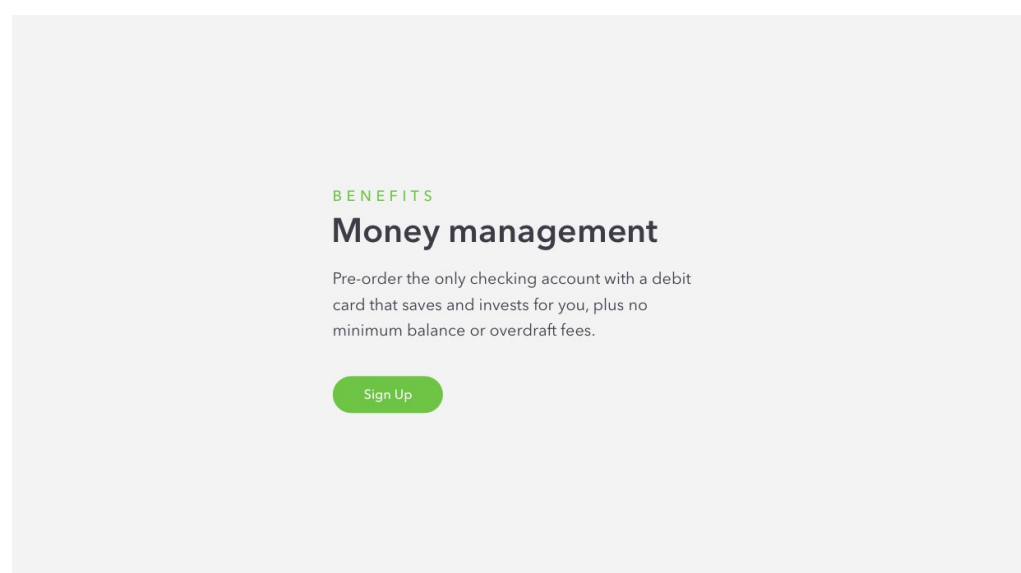 BENEFITS
Money management
Pre-order the only checking account with a debit
card that saves and invests for you, plus no
minimum balance or overdraft fees.
Sign Up